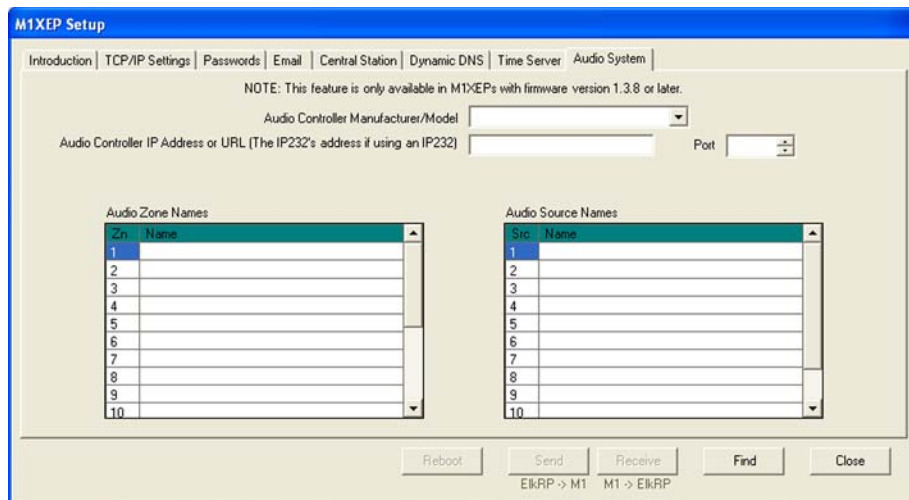 M1XEP Setup
Introduction TCP/IP Settings Passwords Email Central Station Dynamic DNS Time Server Audio System
NOTE: This feature is only available in M1XEPs with firmware version 1.3.8 or later.
Audio Controller Manufacturer/Model
Audio Controller IP Address or URL (The IP232's address if using an IP232) Port
Audio Zone Names Audio Source Names
Zn Name Src Name
1 1
2 2
3 3
4 4
5 5
6 6
7 7
8 8
9 9
10 10
Reboot Send Receive Find Close
ElkRP -> M1 M1 -> ElkRP